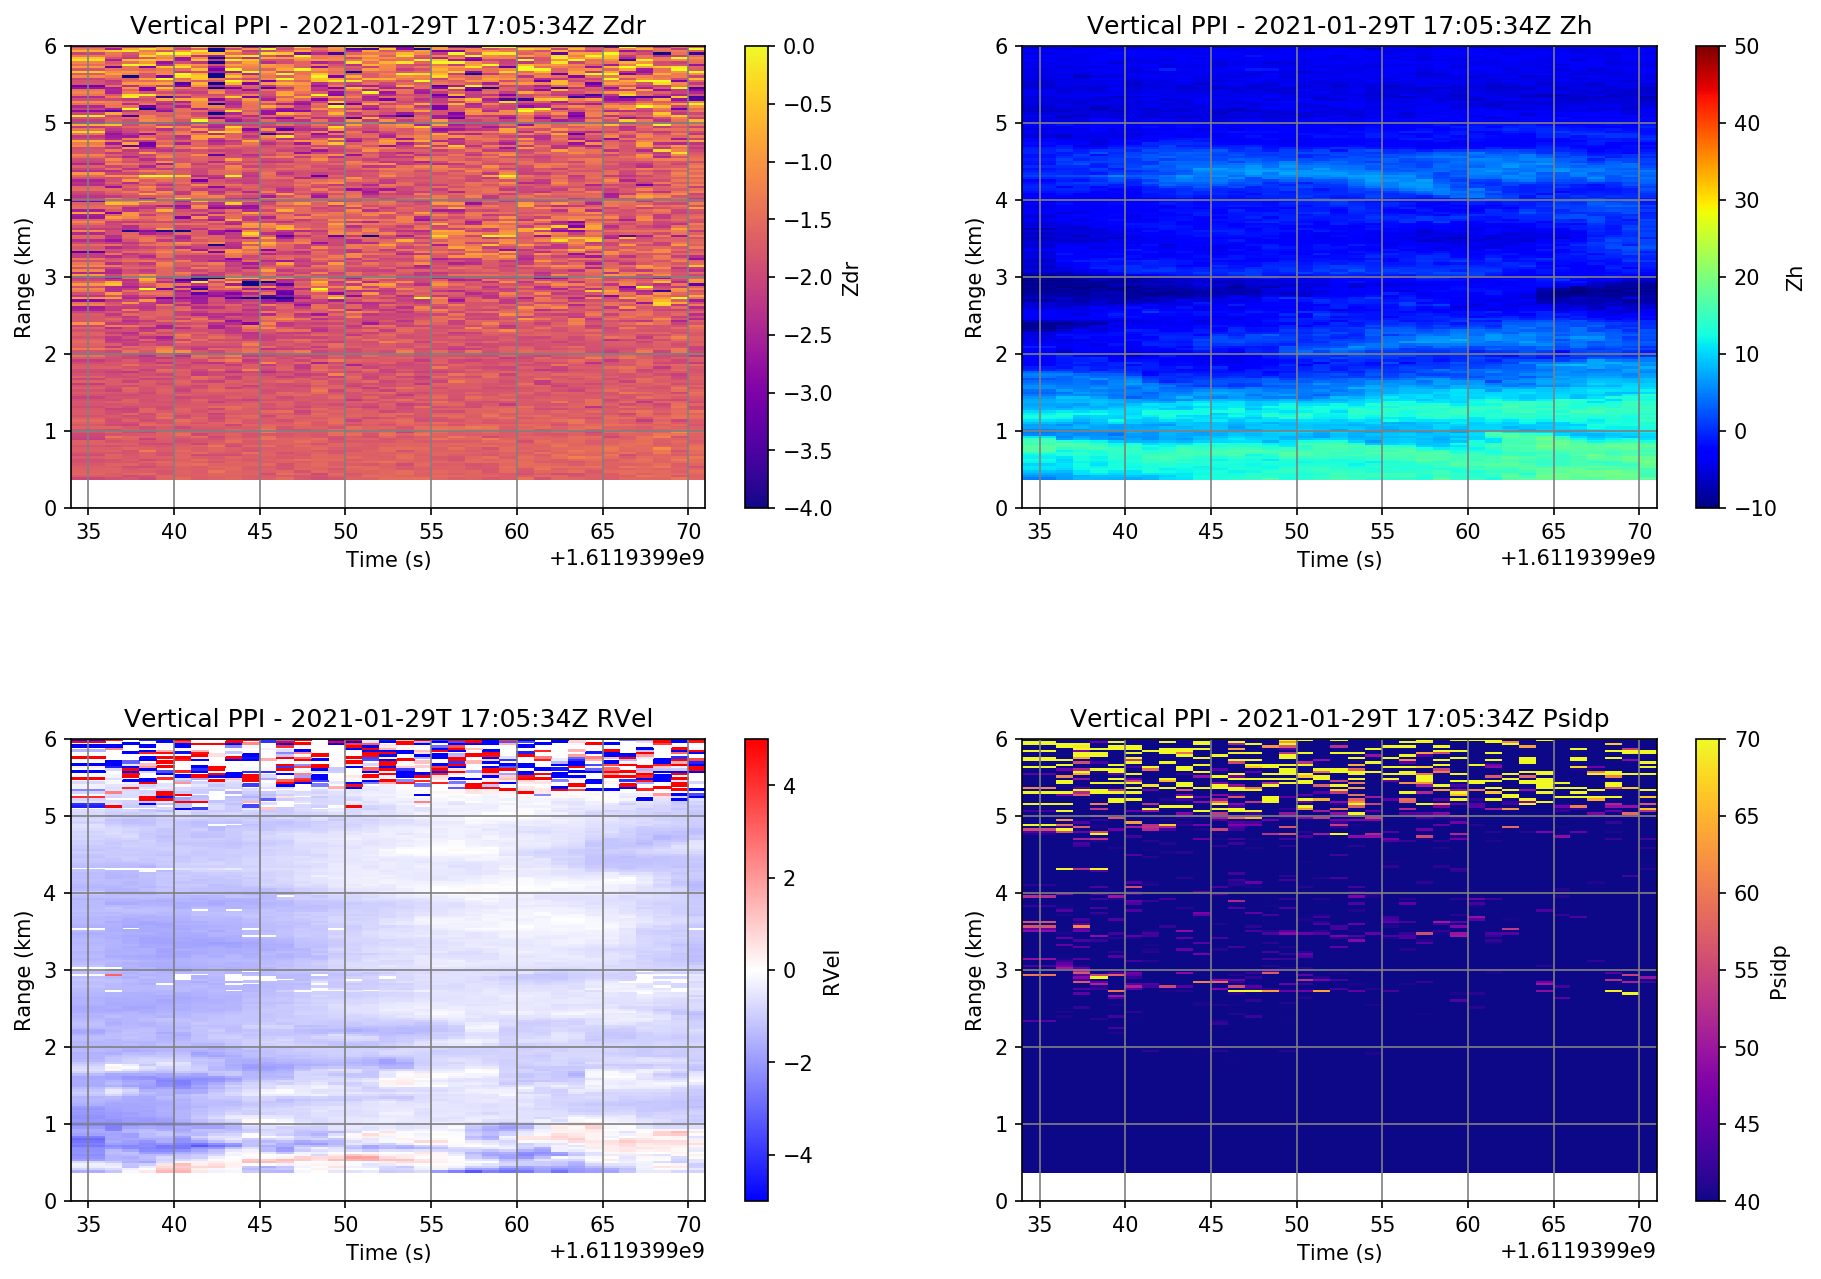 Vertical PPI - 2021-01-29T 17:05:34Z Zdr
6
5
4
3
2
1
0
Range (km)
35 40 45 50 55 60 65 70
Time (s)
+1.6119399e9
0.0
−0.5
−1.0
−1.5
−2.0
−2.5
−3.0
−3.5
−4.0
Zdr
Vertical PPI - 2021-01-29T 17:05:34Z Zh
6
5
4
3
2
1
0
Range (km)
35 40 45 50 55 60 65 70
Time (s)
+1.6119399e9
50
40
30
20
10
0
−10
Zh
Vertical PPI - 2021-01-29T 17:05:34Z RVel
6
5
4
3
2
1
0
Range (km)
35 40 45 50 55 60 65 70
Time (s)
+1.6119399e9
4
2
0
−2
−4
RVel
Vertical PPI - 2021-01-29T 17:05:34Z Psidp
6
5
4
3
2
1
0
Range (km)
35 40 45 50 55 60 65 70
Time (s)
+1.6119399e9
70
65
60
55
50
45
40
Psidp